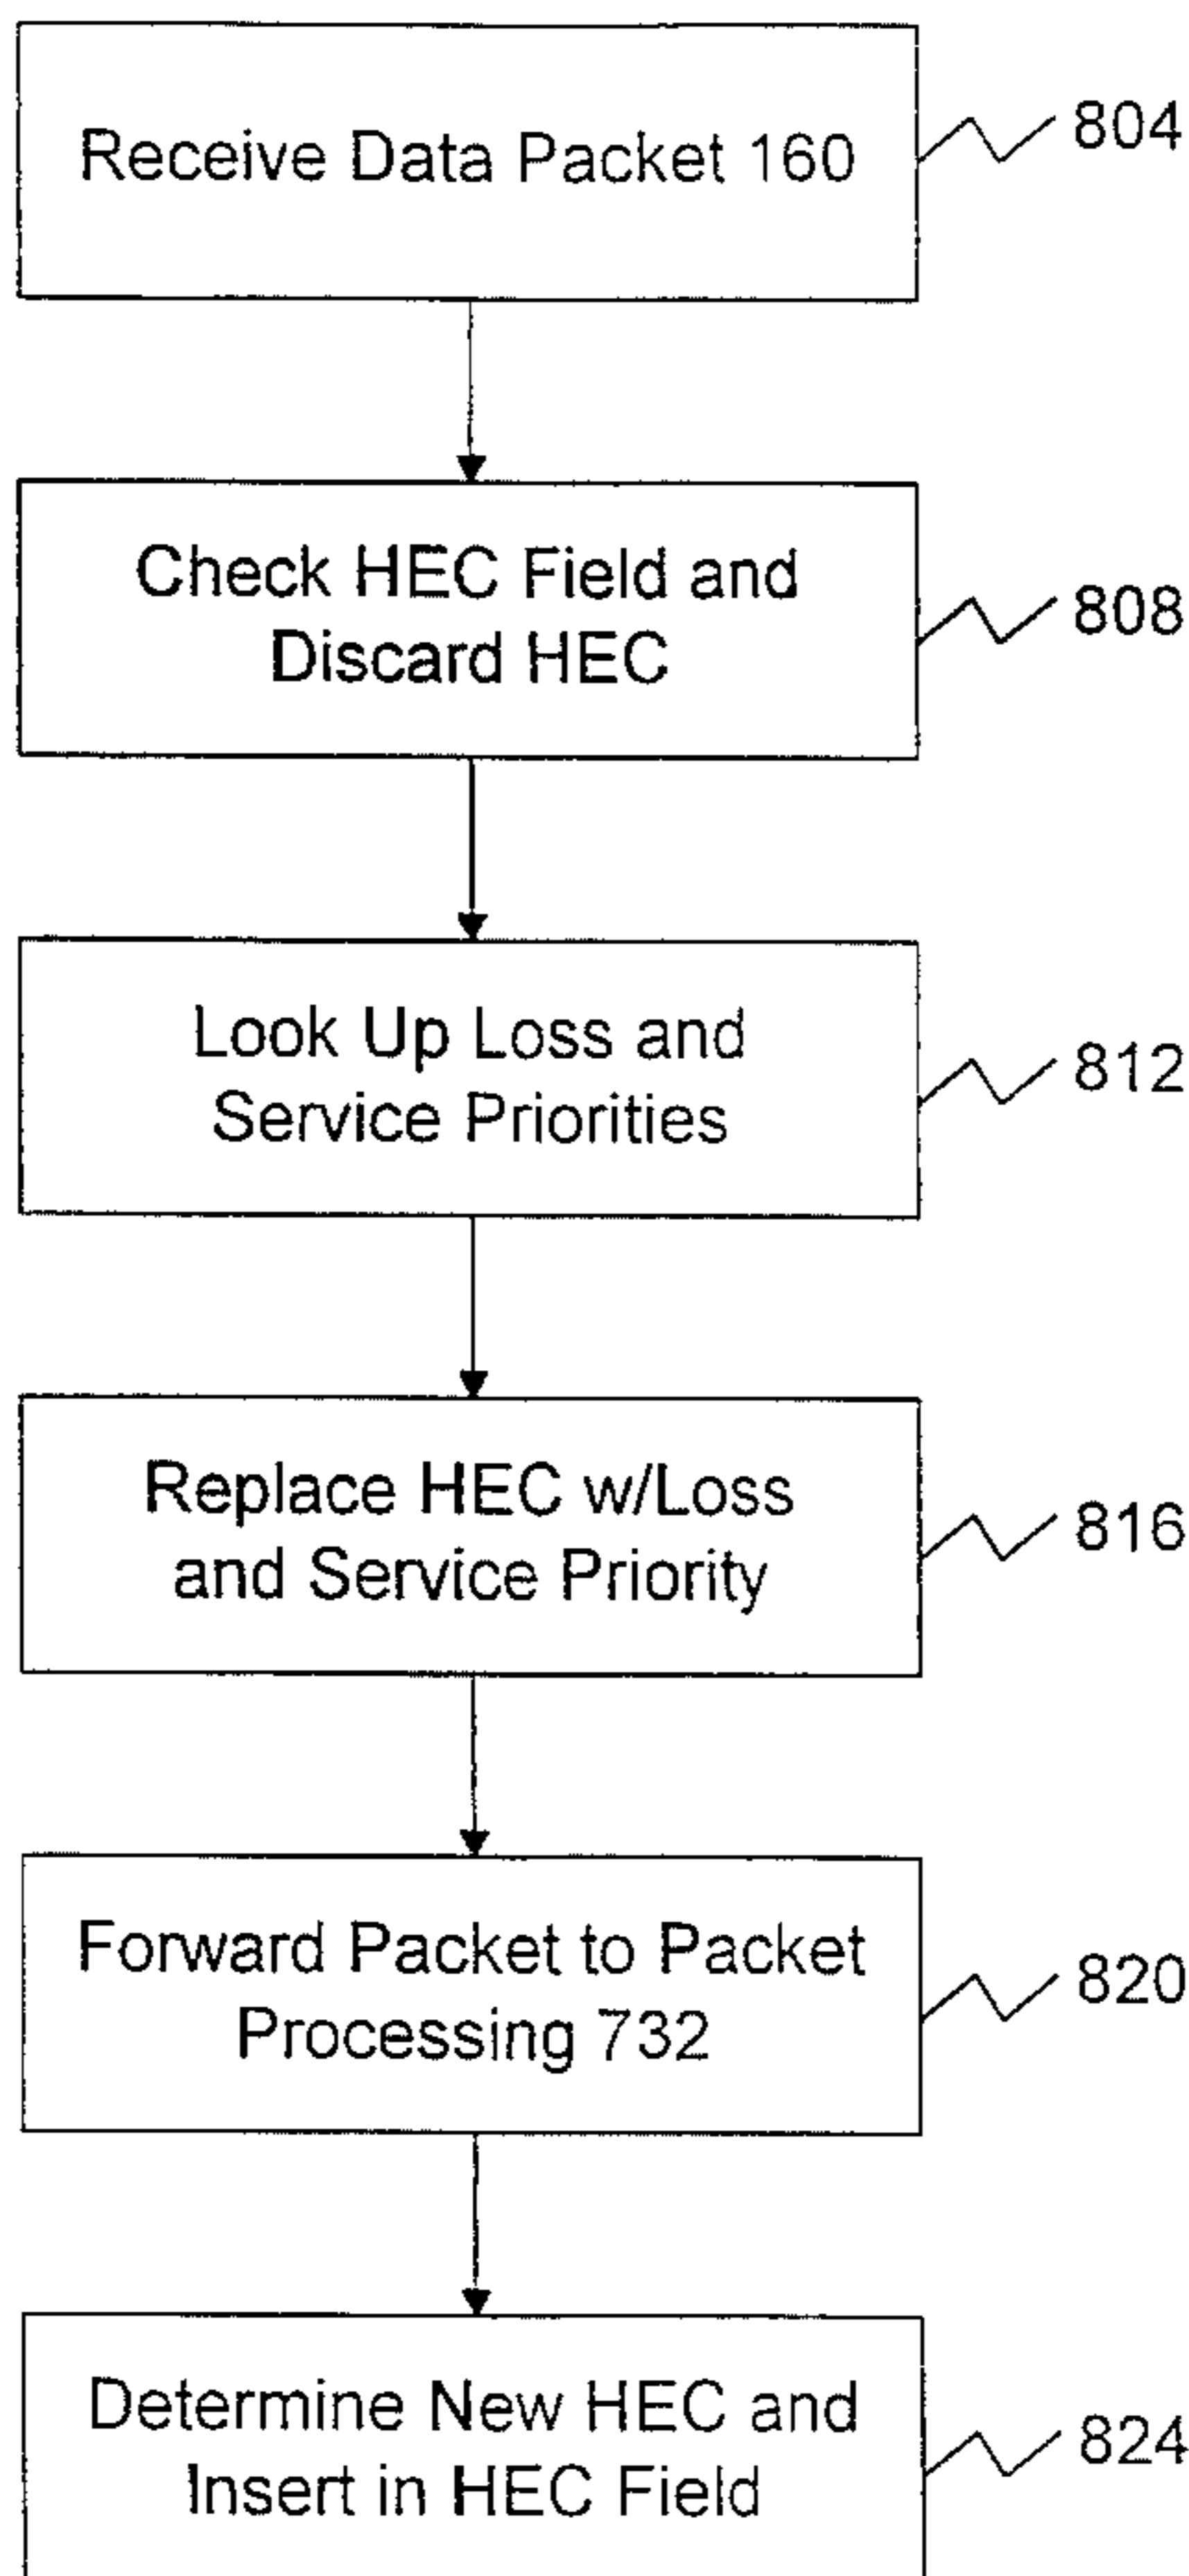 Receive Data Packet 160
804
Check HEC Field and
Discard HEC
808
Look Up Loss and
Service Priorities
812
Replace HEC w/Loss
and Service Priority
816
Forward Packet to Packet
Processing 732
820
Determine New HEC and
Insert in HEC Field
824